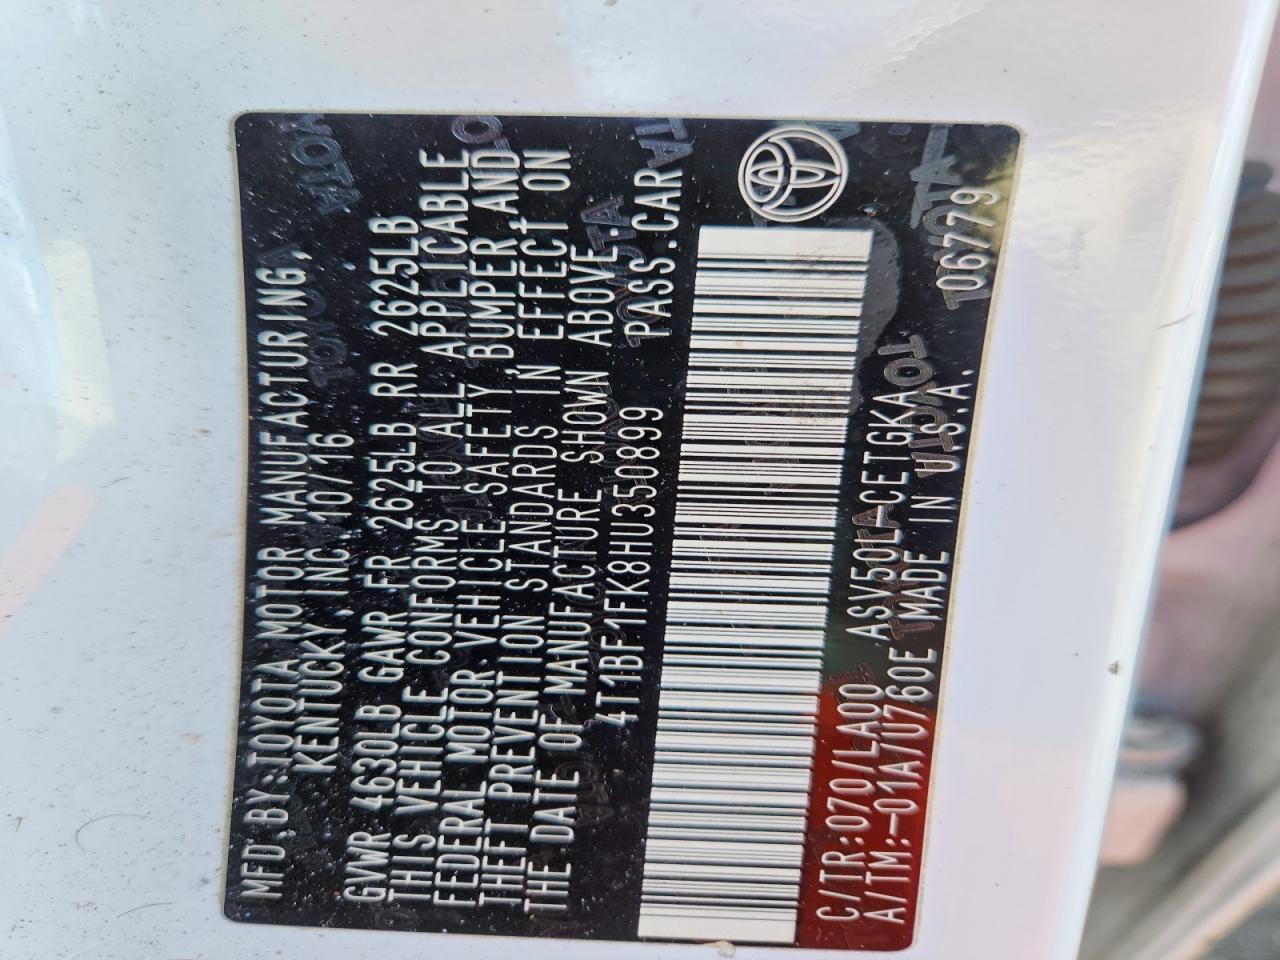 MFD.BY:TOYOTA MOTOR MANUFACTURING,
KENTUCKY,INC. 10/16
GVWR 4630LB GAWR FR 2625LB RR 2625LB
THIS VEHICLE CONFORMS TO ALL APPLICABLE
FEDERAL MOTOR VEHICLE SAFETY, BUMPER, AND
THEFT PREVENTION STANDARDS IN EFFECT ON
THE DATE OF MANUFACTURE SHOWN ABOVE.
4T1BF1FK8HU350899 PASS.CAR
C/TR:070/LA00 ASV50L-CETGKA
A/TM:-01A/U760E MADE IN U.S.A.
06779